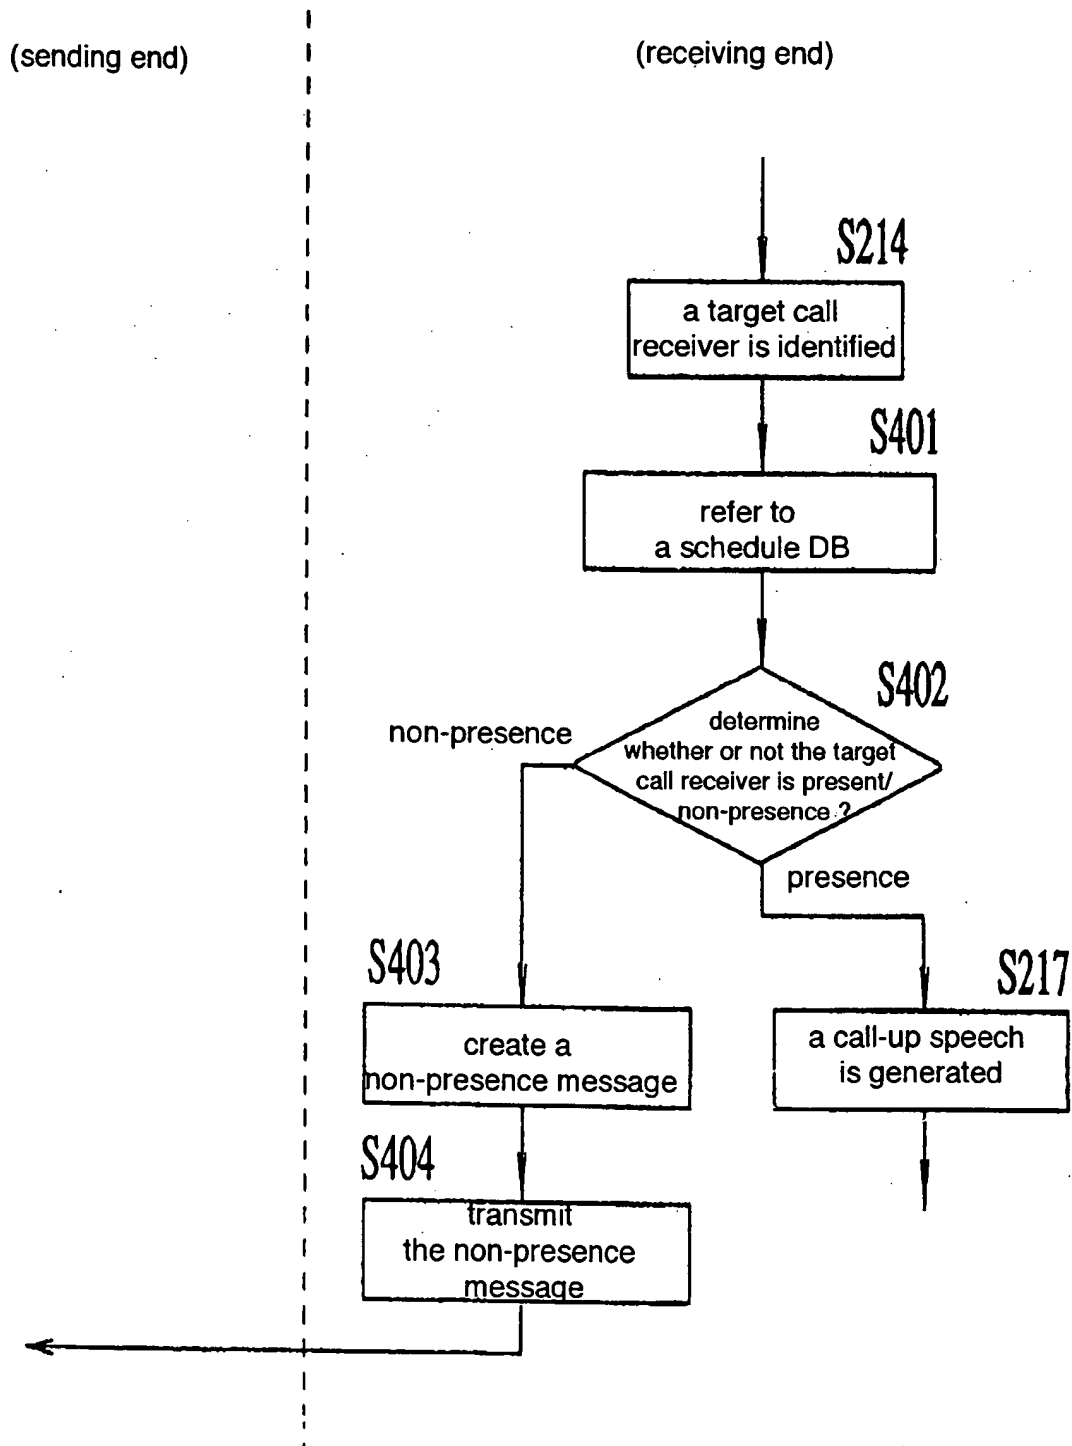 (sending end)
(receiving end)
S214
a target call
receiver is identified
S401
refer to
a schedule DB
S402
determine
whether or not the target
call receiver is present/
non-presence ?
non-presence
presence
S403
create a
non-presence message
S217
a call-up speech
is generated
S404
transmit
the non-presence
message